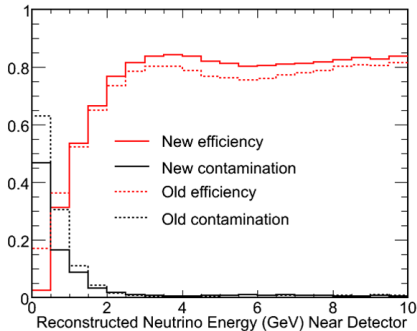 1
0.8
0.6
0.4
0.2
0
New efficiency
New contamination
Old efficiency
Old contamination
0 2 4 6 8 10
Reconstructed Neutrino Energy (GeV) Near Detector